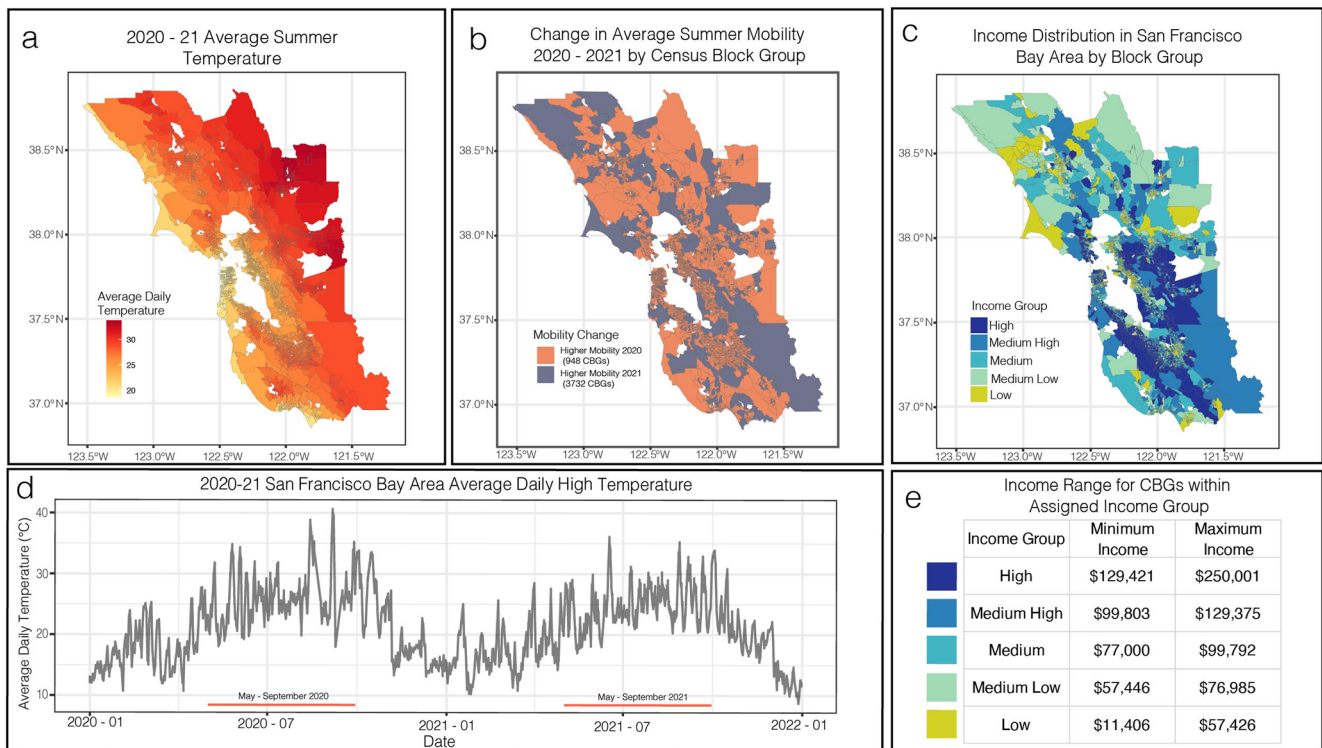 a
2020 - 21 Average Summer
Temperature
38.5°N
38.0°N
37.5°N
37.0°N
Average Daily
Temperature
30
25
20
123.5°W
123.0°W
122.5°W
122.0°W
121.5°W
b
Change in Average Summer Mobility
2020 - 2021 by Census Block Group
38.5°N
38.0°N
37.5°N
37.0°N
Mobility Change
Higher Mobility 2020
(948 CBGs)
Higher Mobility 2021
(3732 CBGs)
123.5°W
123.0°W
122.5°W
122.0°W
121.5°W
c
Income Distribution in San Francisco
Bay Area by Block Group
38.5°N
38.0°N
37.5°N
37.0°N
Income Group
High
Medium High
Medium
Medium Low
Low
123.5°W
123.0°W
122.5°W
122.0°W
121.5°W
d
2020-21 San Francisco Bay Area Average Daily High Temperature
Average Daily Temperature (°C)
40
30
20
10
May - September 2020
May - September 2021
2020 - 01
2020 - 07
2021 - 01
2021 - 07
2022 - 01
Date
e
Income Range for CBGs within
Assigned Income Group
Income Group Minimum Income Maximum Income
High $129,421 $250,001
Medium High $99,803 $129,375
Medium $77,000 $99,792
Medium Low $57,446 $76,985
Low $11,406 $57,426